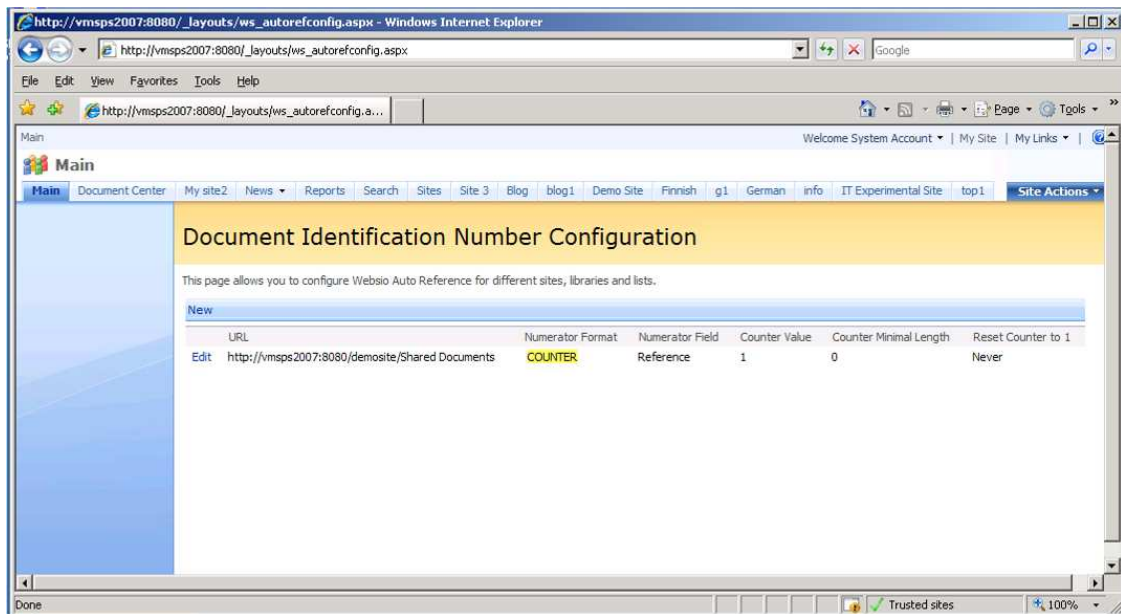 http://vmsps2007:8080/_layouts/ws_autorefconfig.aspx - Windows Internet Explorer
http://vmsps2007:8080/_layouts/ws_autorefconfig.aspx Google
File Edit View Favorites Tools Help
http://vmsps2007:8080/_layouts/ws_autorefconfig.a... Page Tools »
Main Welcome System Account | My Site | My Links |
Main
Main Document Center My site2 News Reports Search Sites Site 3 Blog blog1 Demo Site Finnish g1 German info IT Experimental Site top1 Site Actions
Document Identification Number Configuration
This page allows you to configure Websio Auto Reference for different sites, libraries and lists.
New
URL Numerator Format Numerator Field Counter Value Counter Minimal Length Reset Counter to 1
Edit http://vmsps2007:8080/demosite/Shared Documents COUNTER Reference 1 0 Never
Done Trusted sites 100%